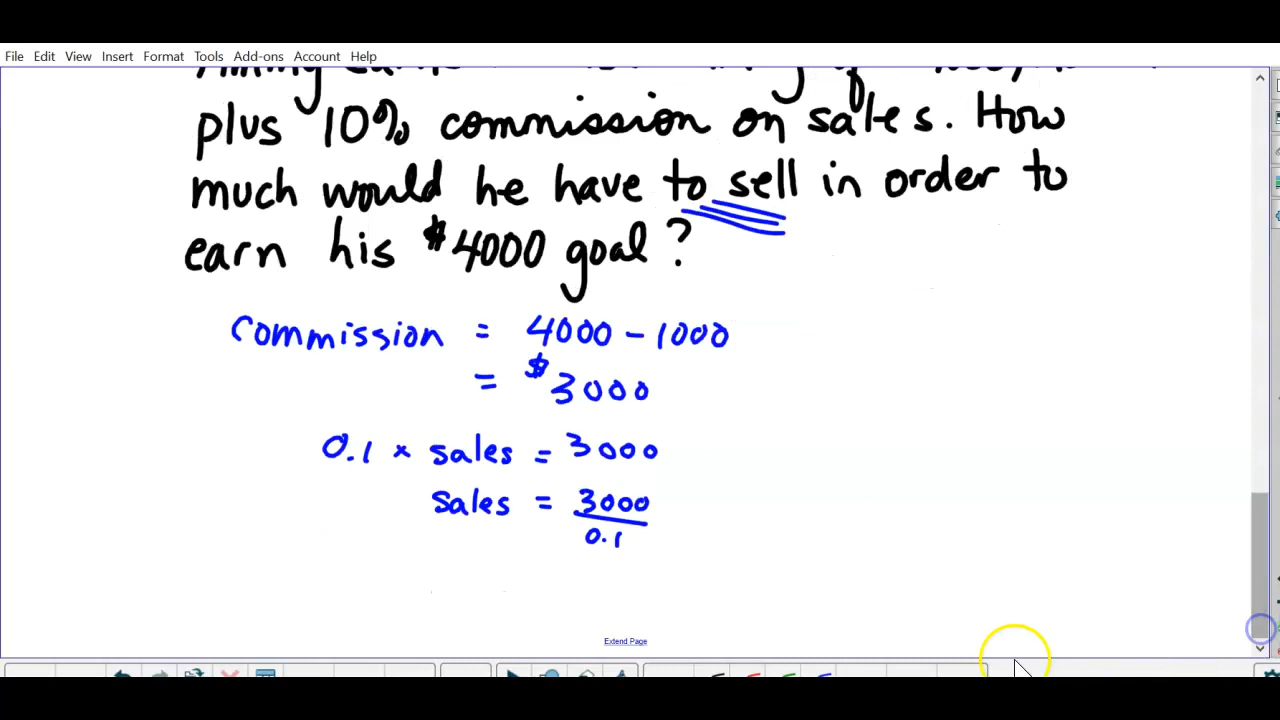 File Edit View Insert Format Tools Add-ons Account Help
plus 10% commission on sales. How
much would he have to sell in order to
earn his $4000 goal?
Commission = 4000 - 1000
= $3000
0.1 × sales = 3000
Sales = 3000
0.1
Extend Page